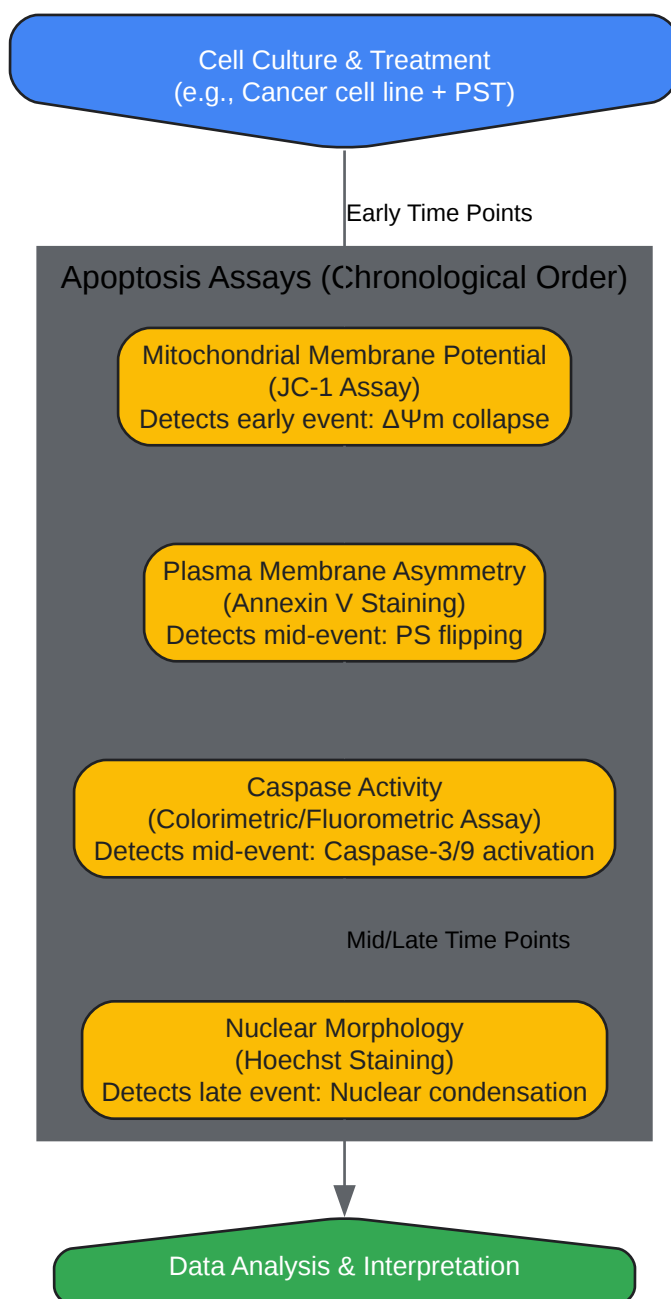 Cell Culture & Treatment
(e.g., Cancer cell line + PST)
Early Time Points
Apoptosis Assays (Chronological Order)
Mitochondrial Membrane Potential
(JC-1 Assay)
Detects early event: ΔΨm collapse
Plasma Membrane Asymmetry
(Annexin V Staining)
Detects mid-event: PS flipping
Caspase Activity
(Colorimetric/Fluorometric Assay)
Detects mid-event: Caspase-3/9 activation
Mid/Late Time Points
Nuclear Morphology
(Hoechst Staining)
Detects late event: Nuclear condensation
Data Analysis & Interpretation